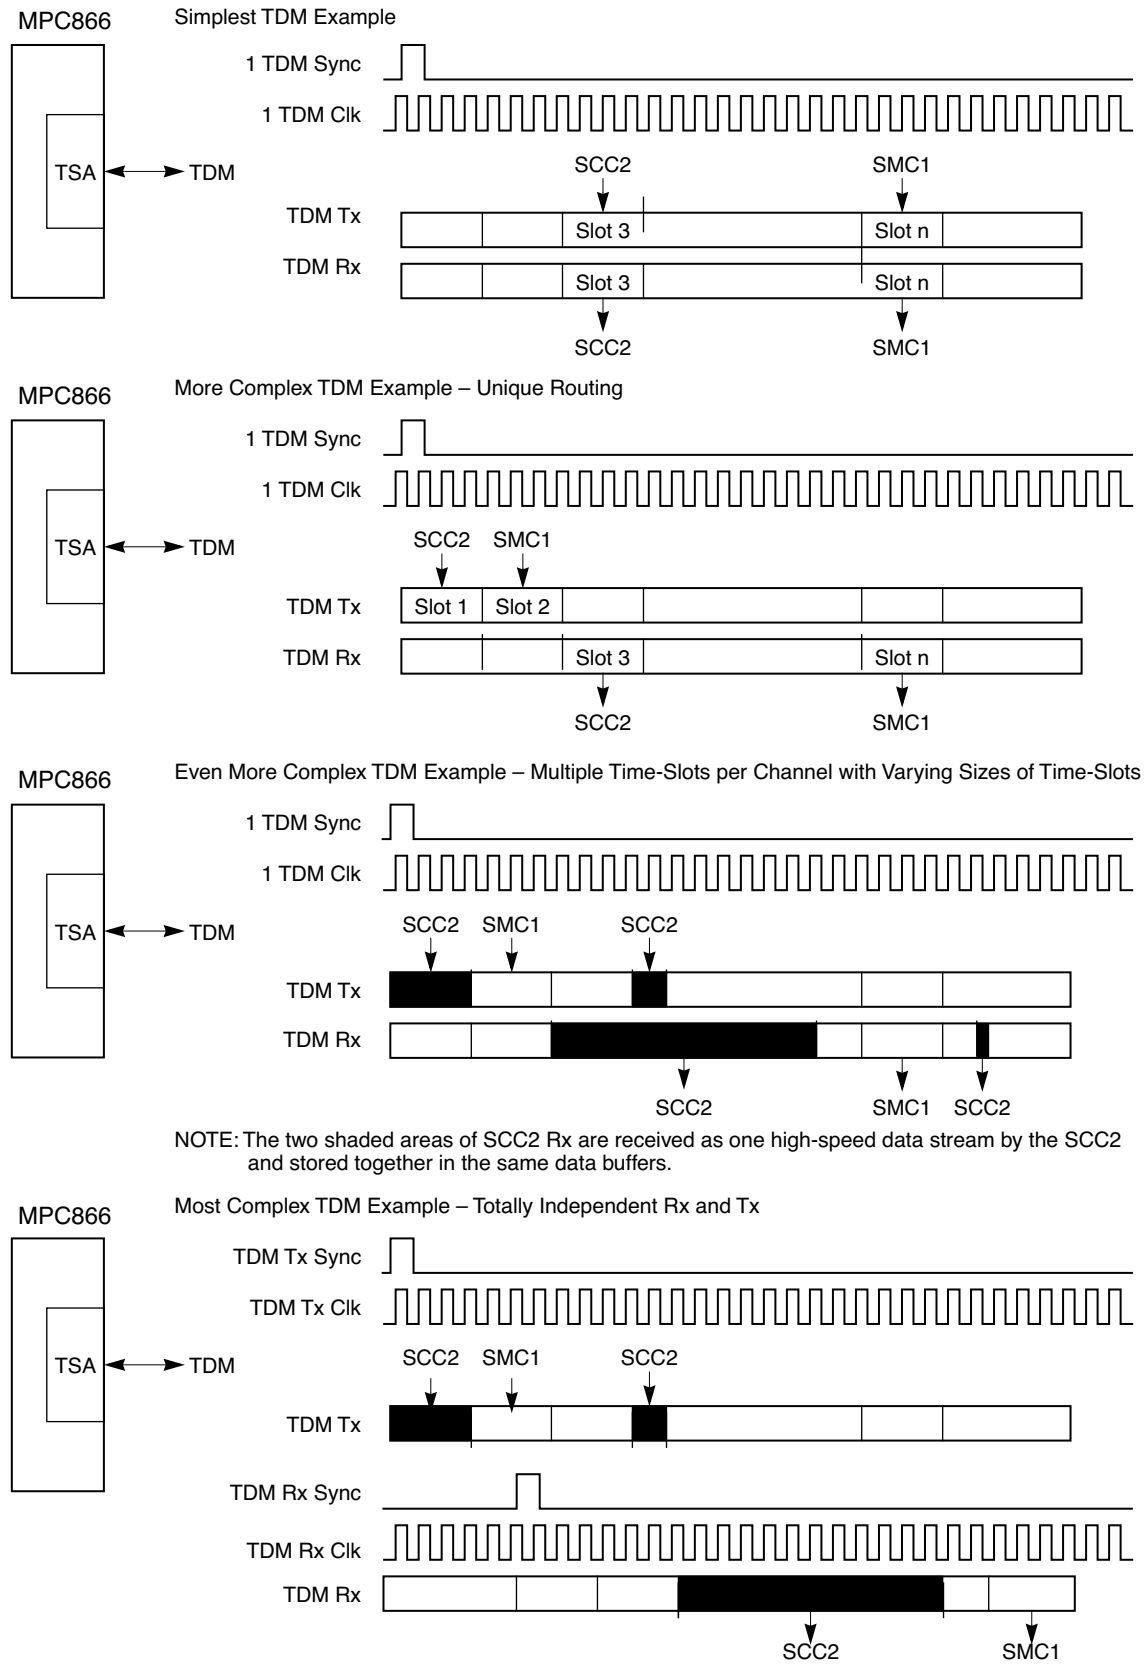 MPC866
Simplest TDM Example
1 TDM Sync
1 TDM Clk
TSA
TDM
SCC2
SMC1
TDM Tx
Slot 3
Slot n
TDM Rx
Slot 3
Slot n
SCC2
SMC1
MPC866
More Complex TDM Example – Unique Routing
1 TDM Sync
1 TDM Clk
TSA
TDM
SCC2
SMC1
TDM Tx
Slot 1
Slot 2
TDM Rx
Slot 3
Slot n
SCC2
SMC1
MPC866
Even More Complex TDM Example – Multiple Time-Slots per Channel with Varying Sizes of Time-Slots
1 TDM Sync
1 TDM Clk
TSA
TDM
SCC2
SMC1
SCC2
TDM Tx
TDM Rx
SCC2
SMC1
SCC2
NOTE: The two shaded areas of SCC2 Rx are received as one high-speed data stream by the SCC2
and stored together in the same data buffers.
MPC866
Most Complex TDM Example – Totally Independent Rx and Tx
TDM Tx Sync
TDM Tx Clk
TSA
TDM
SCC2
SMC1
SCC2
TDM Tx
TDM Rx Sync
TDM Rx Clk
TDM Rx
SCC2
SMC1